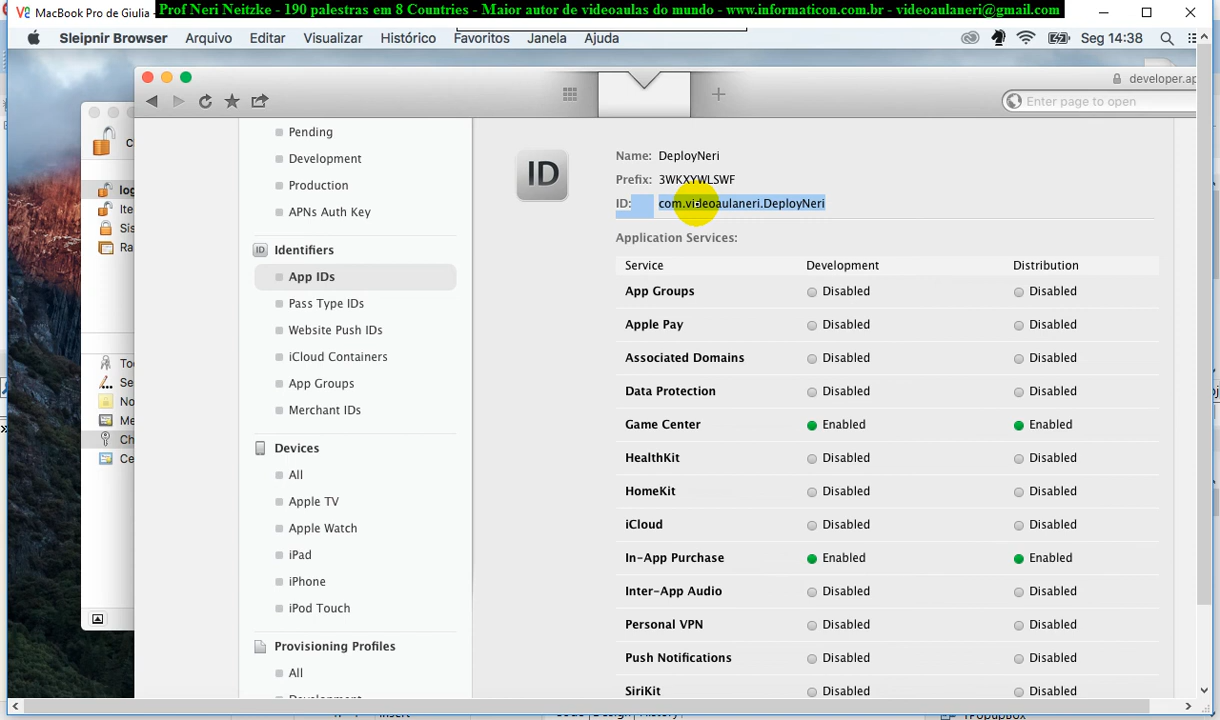 Prof Neri Neitzke - 190 palestras em 8 Countries - Maior autor de videoaulas do mundo - www.informaticon.com.br - videoaulaneri@gmail.com
MacBook Pro de Giulia
Sleipnir Browser Arquivo Editar Visualizar Histórico Favoritos Janela Ajuda Seg 14:38
developer.ap
Enter page to open
Pending
Development
Production
APNs Auth Key
Identifiers
App IDs
Pass Type IDs
Website Push IDs
iCloud Containers
App Groups
Merchant IDs
Devices
All
Apple TV
Apple Watch
iPad
iPhone
iPod Touch
Provisioning Profiles
All
ID
Name: DeployNeri
Prefix: 3WKXYWLSWF
ID: com.videoaulaneri.DeployNeri
Application Services:
Service Development Distribution
App Groups Disabled Disabled
Apple Pay Disabled Disabled
Associated Domains Disabled Disabled
Data Protection Disabled Disabled
Game Center Enabled Enabled
HealthKit Disabled Disabled
HomeKit Disabled Disabled
iCloud Disabled Disabled
In-App Purchase Enabled Enabled
Inter-App Audio Disabled Disabled
Personal VPN Disabled Disabled
Push Notifications Disabled Disabled
SiriKit Disabled Disabled